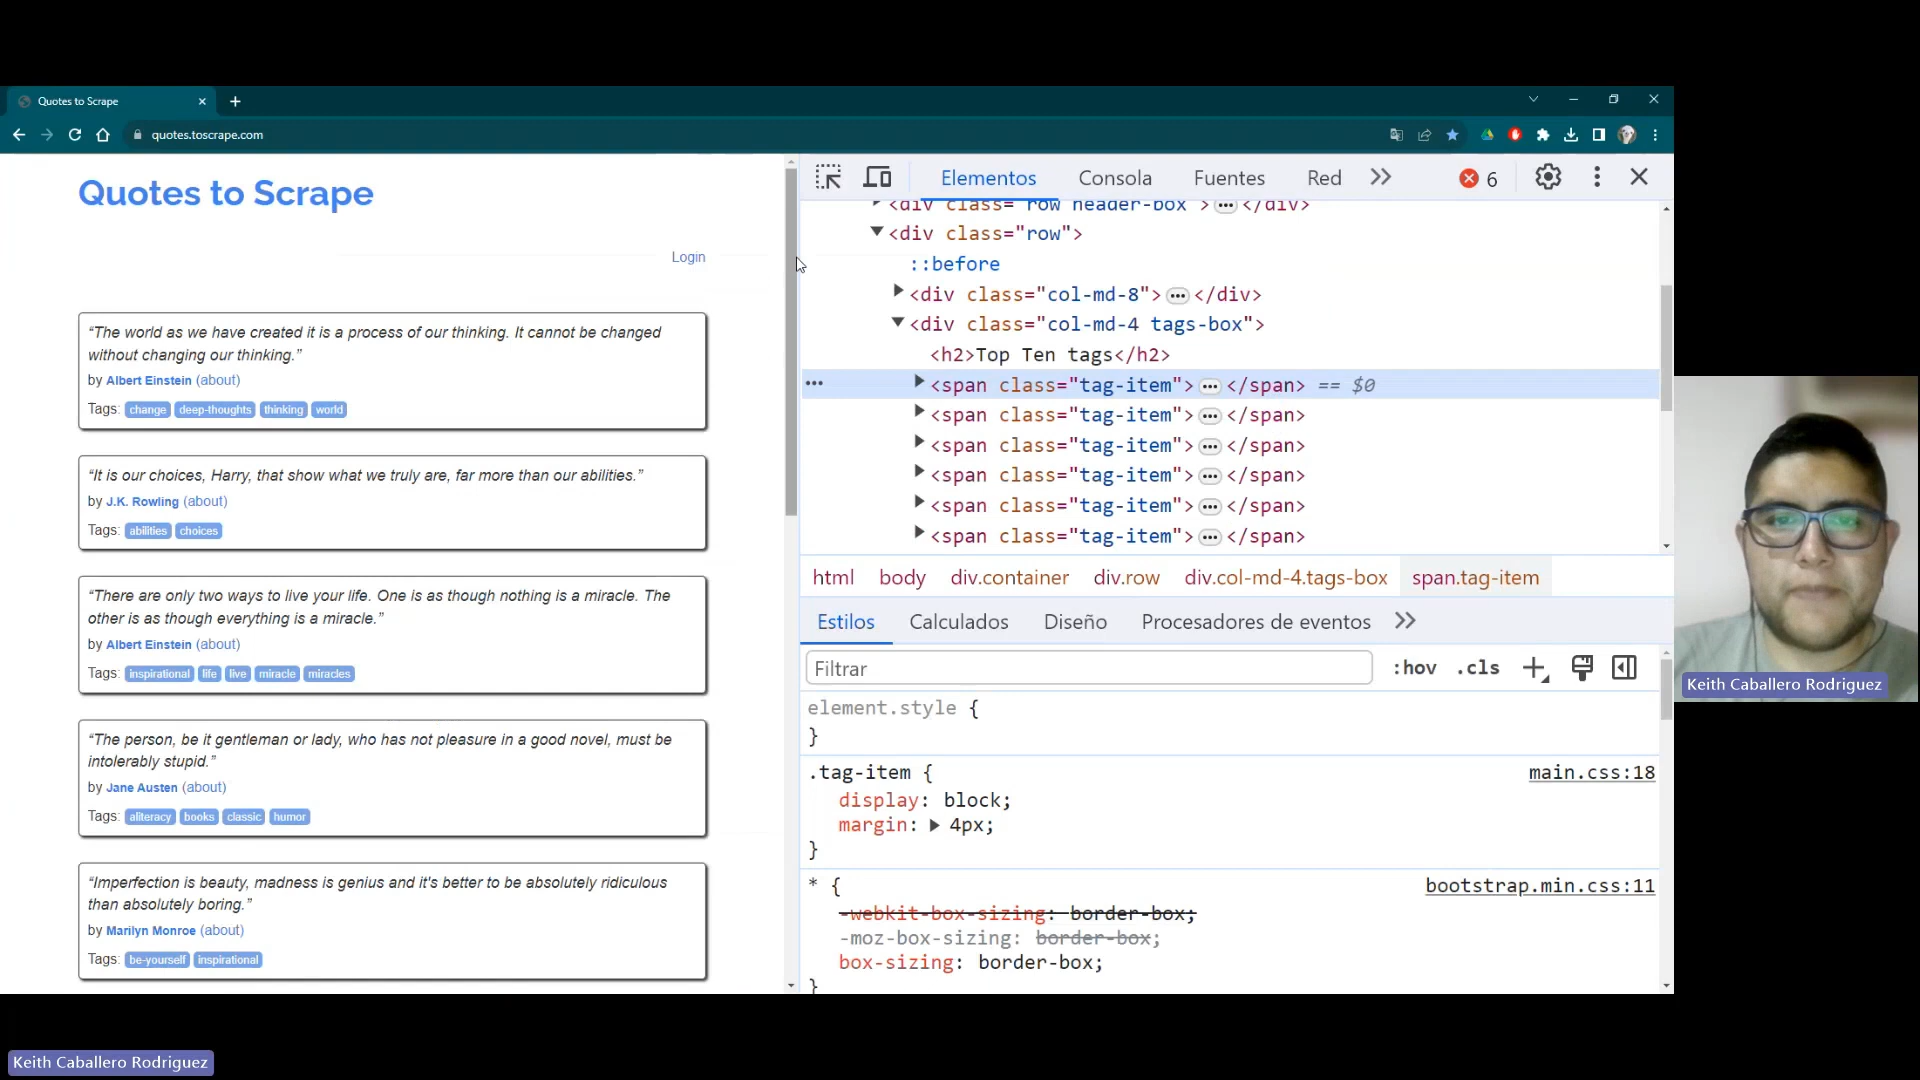 Quotes to Scrape
quotes.toscrape.com
Quotes to Scrape
Login
“The world as we have created it is a process of our thinking. It cannot be changed
without changing our thinking.”
by Albert Einstein (about)
Tags: change deep-thoughts thinking world
“It is our choices, Harry, that show what we truly are, far more than our abilities.”
by J.K. Rowling (about)
Tags: abilities choices
“There are only two ways to live your life. One is as though nothing is a miracle. The
other is as though everything is a miracle.”
by Albert Einstein (about)
Tags: inspirational life live miracle miracles
“The person, be it gentleman or lady, who has not pleasure in a good novel, must be
intolerably stupid.”
by Jane Austen (about)
Tags: aliteracy books classic humor
“Imperfection is beauty, madness is genius and it's better to be absolutely ridiculous
than absolutely boring.”
by Marilyn Monroe (about)
Tags: be-yourself inspirational
Elementos Consola Fuentes Red 6
<div class="row header-box"> </div>
<div class="row">
::before
<div class="col-md-8"> </div>
<div class="col-md-4 tags-box">
<h2>Top Ten tags</h2>
<span class="tag-item"> </span> == $0
<span class="tag-item"> </span>
<span class="tag-item"> </span>
<span class="tag-item"> </span>
<span class="tag-item"> </span>
<span class="tag-item"> </span>
html body div.container div.row div.col-md-4.tags-box span.tag-item
Estilos Calculados Diseño Procesadores de eventos
Filtrar :hov .cls
element.style {
}
.tag-item { main.css:18
display: block;
margin: 4px;
}
* { bootstrap.min.css:11
-webkit-box-sizing: border-box;
-moz-box-sizing: border-box;
box-sizing: border-box;
}
Keith Caballero Rodriguez
Keith Caballero Rodriguez